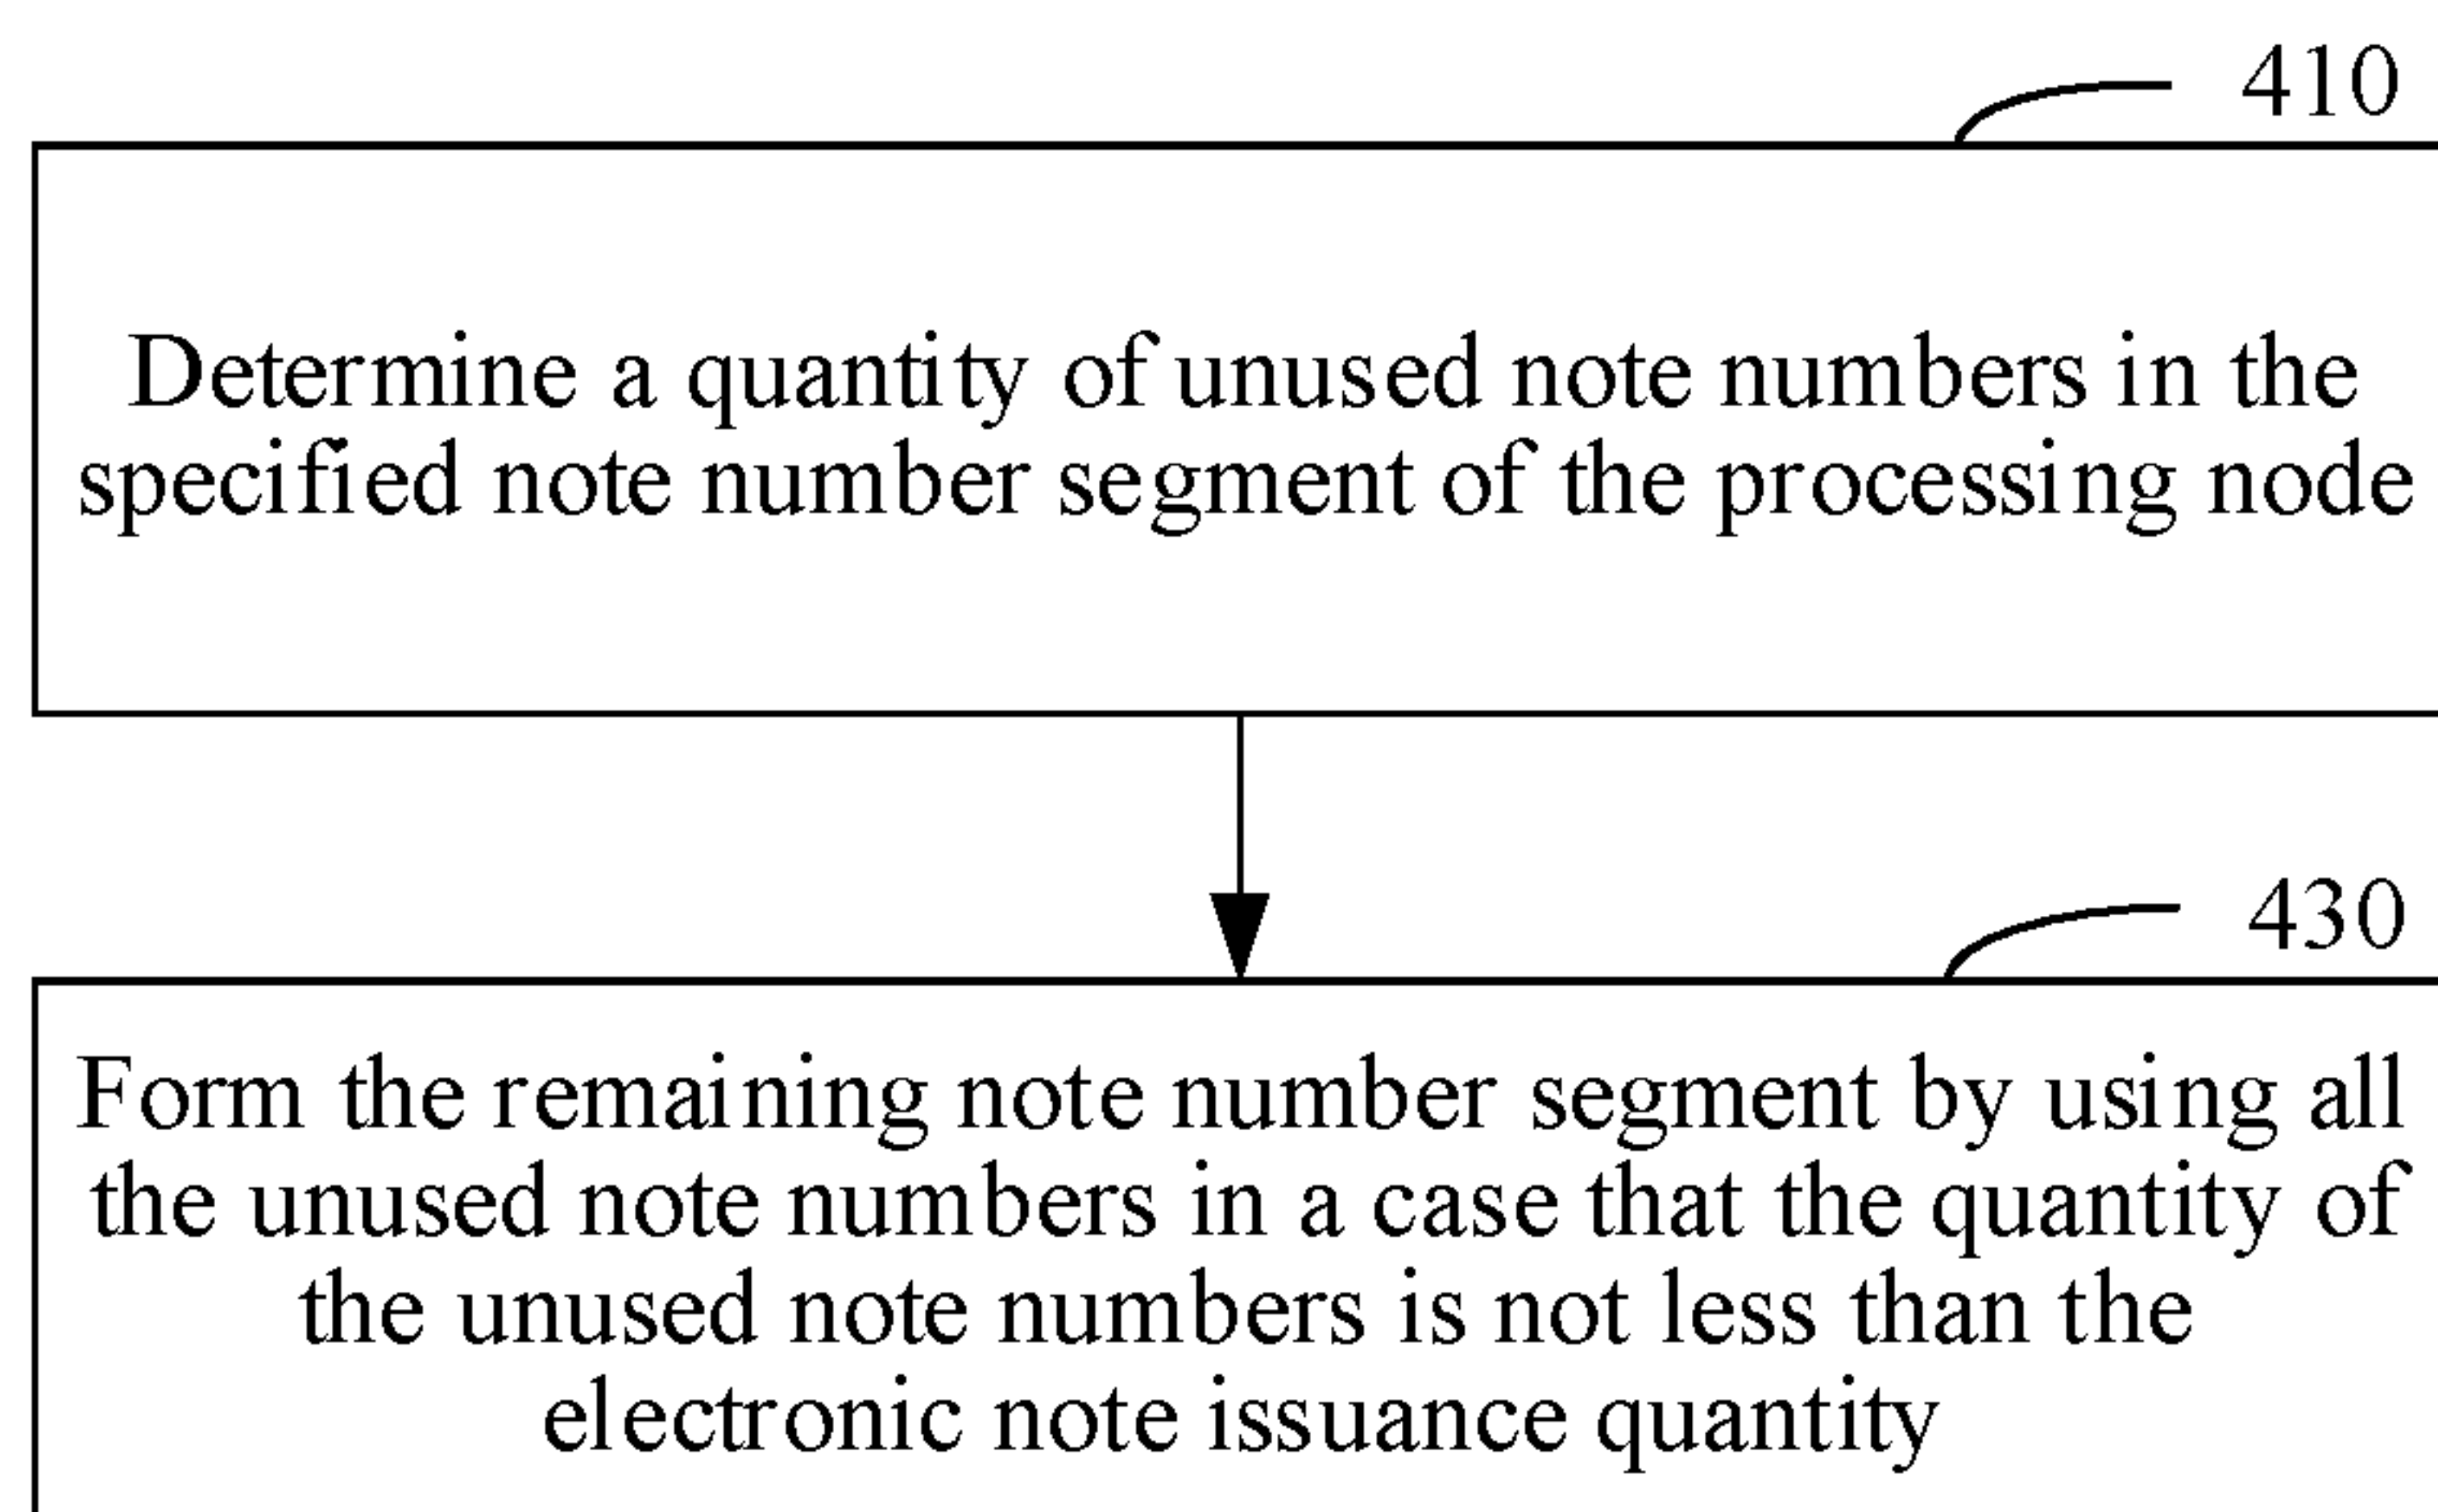 410
Determine a quantity of unused note numbers in the
specified note number segment of the processing node
430
Form the remaining note number segment by using all
the unused note numbers in a case that the quantity of
the unused note numbers is not less than the
electronic note issuance quantity